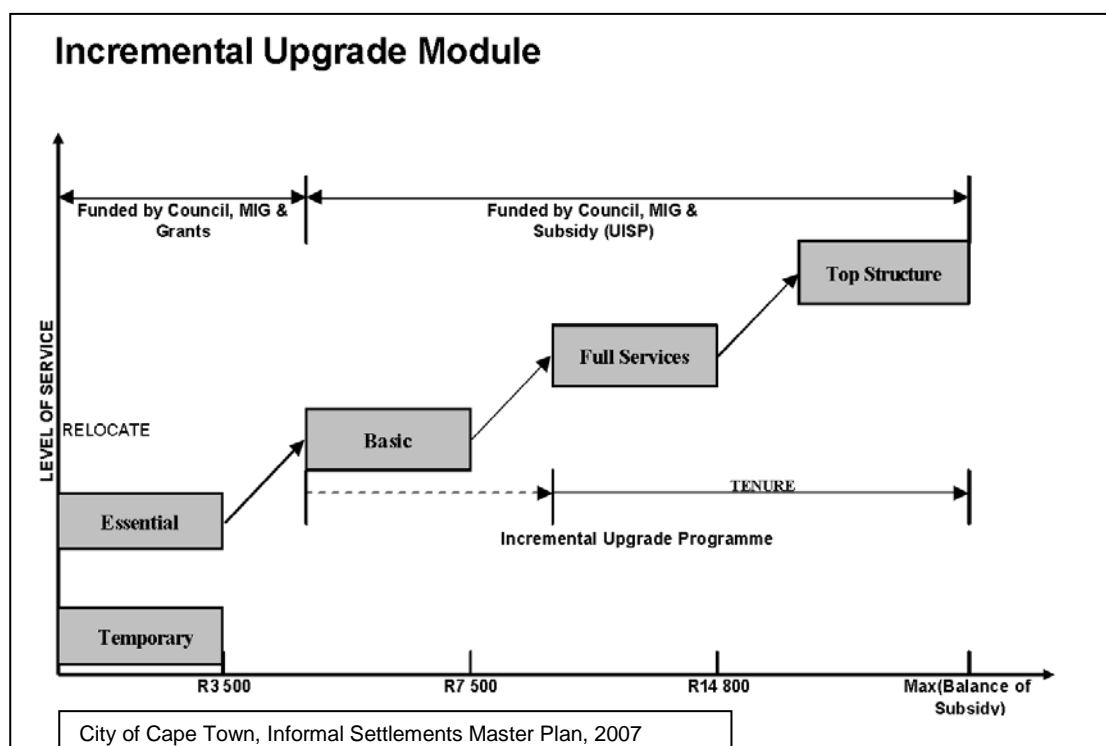 Incremental Upgrade Module
Funded by Council, MIG &
Grants
Funded by Council, MIG &
Subsidy (UISP)
Top Structure
Full Services
LEVEL OF SERVICE
RELOCATE
Basic
TENURE
Essential
Incremental Upgrade Programme
Temporary
R3 500
R7 500
R14 800
Max(Balance of
Subsidy)
City of Cape Town, Informal Settlements Master Plan, 2007